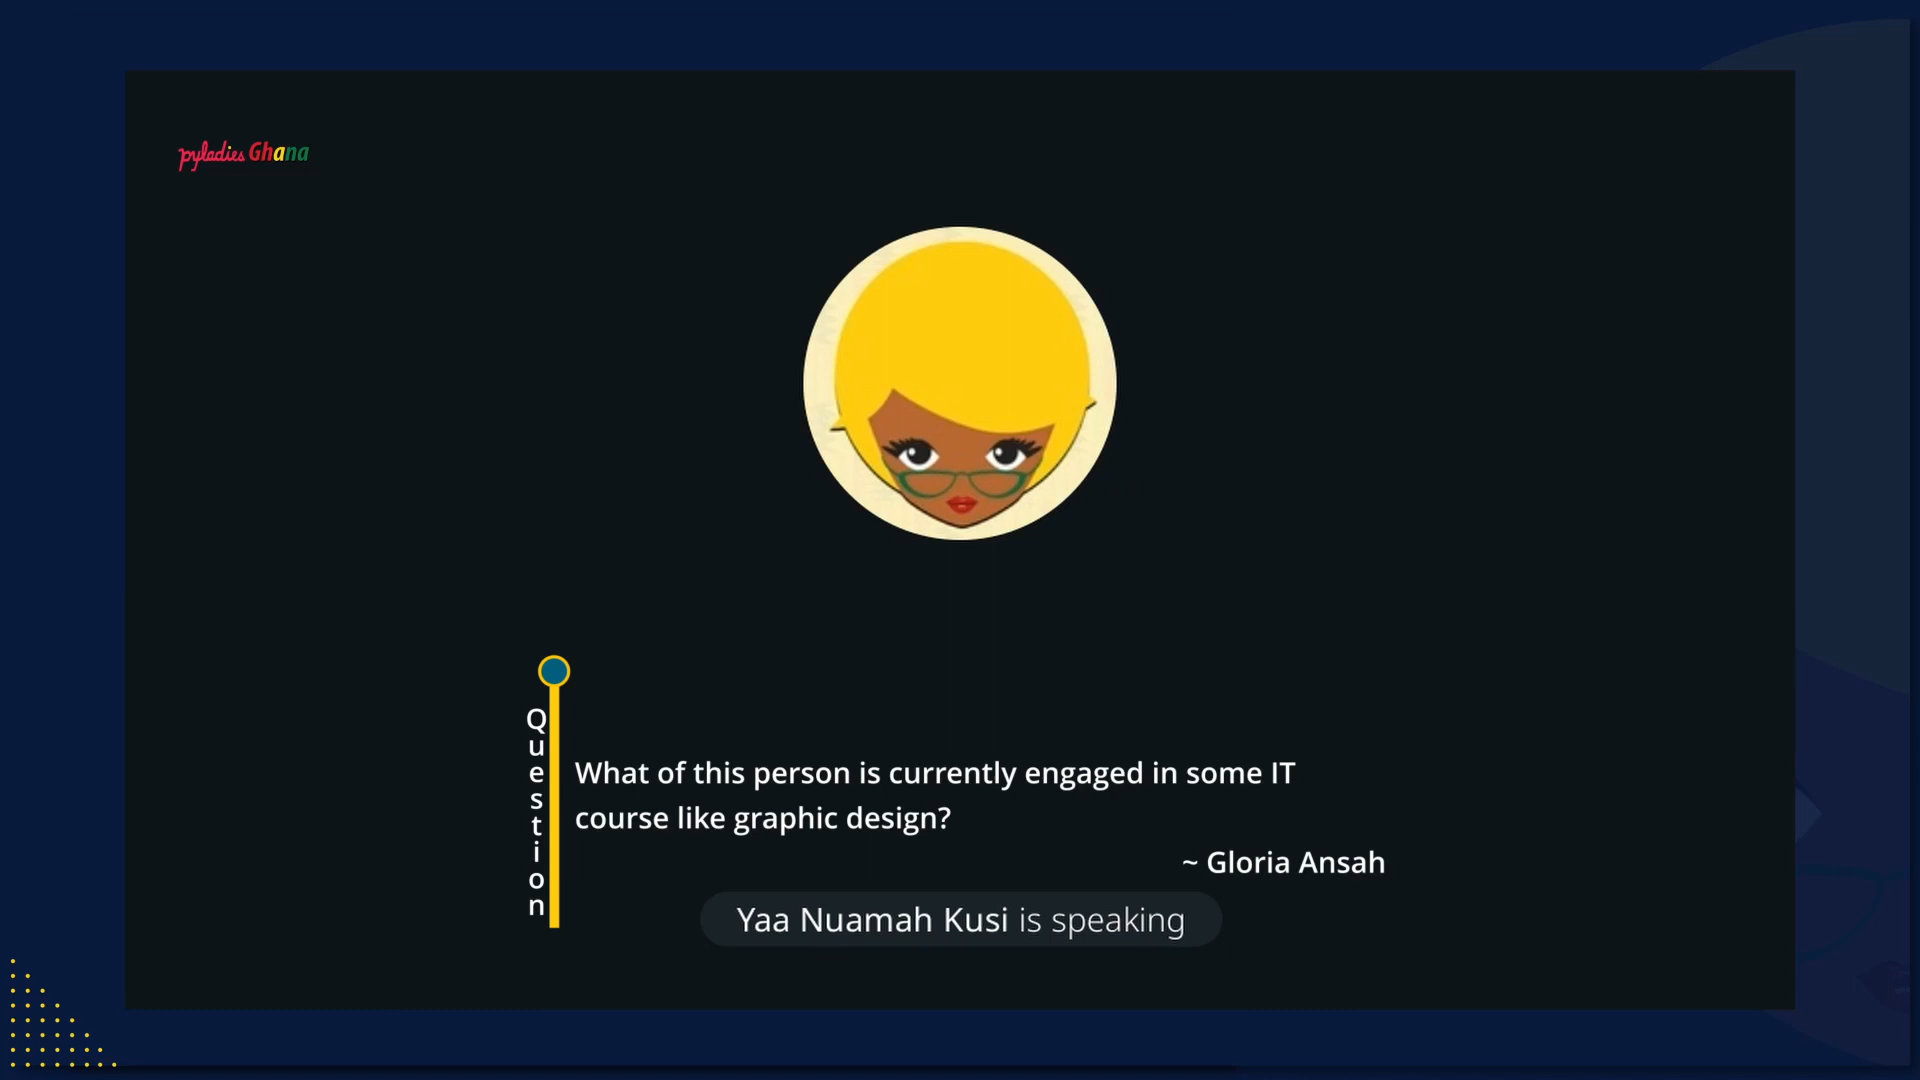 pyladies Ghana
Question
What of this person is currently engaged in some IT
course like graphic design?
~ Gloria Ansah
Yaa Nuamah Kusi is speaking